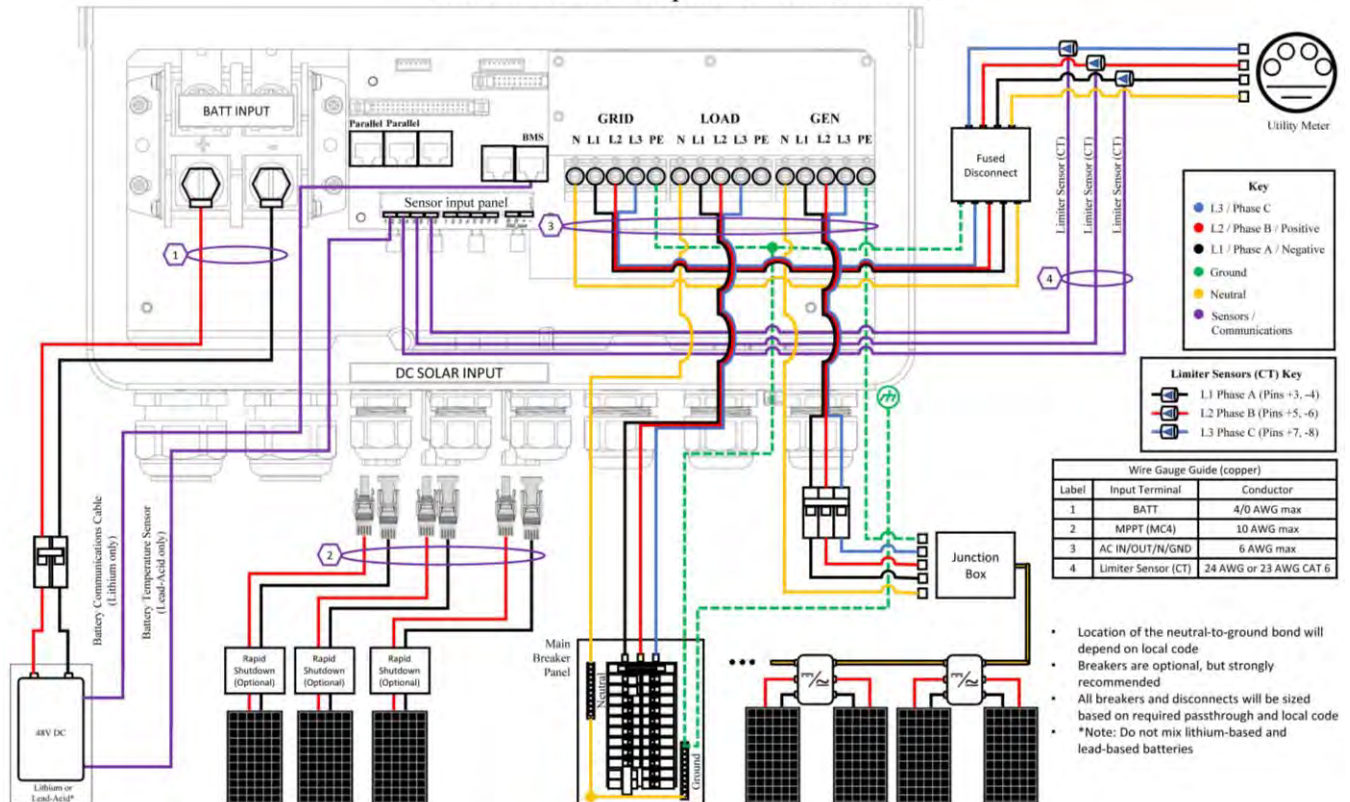 BATT INPUT
+
-
Parallel Parallel
BMS
Sensor input panel
GRID
LOAD
GEN
N L1 L2 L3 PE
N L1 L2 L3 PE
N L1 L2 L3 PE
1
3
DC SOLAR INPUT
Fused
Disconnect
Limiter Sensor (CT)
Limiter Sensor (CT)
Limiter Sensor (CT)
4
Utility Meter
Key
L3 / Phase C
L2 / Phase B / Positive
L1 / Phase A / Negative
Ground
Neutral
Sensors /
Communications
Limiter Sensors (CT) Key
L1 Phase A (Pins +3, -4)
L2 Phase B (Pins +5, -6)
L3 Phase C (Pins +7, -8)
Wire Gauge Guide (copper)
Label Input Terminal Conductor
1 BATT 4/0 AWG max
2 MPPT (MC4) 10 AWG max
3 AC IN/OUT/N/GND 6 AWG max
4 Limiter Sensor (CT) 24 AWG or 23 AWG CAT 6
Battery Communications Cable
(Lithium only)
Battery Temperature Sensor
(Lead-Acid only)
2
Rapid
Shutdown
(Optional)
Rapid
Shutdown
(Optional)
Rapid
Shutdown
(Optional)
48V DC
Lithium or
Lead-Acid*
Main
Breaker
Panel
Neutral
Ground
Junction
Box
• Location of the neutral-to-ground bond will
depend on local code
• Breakers are optional, but strongly
recommended
• All breakers and disconnects will be sized
based on required passthrough and local code
• *Note: Do not mix lithium-based and
lead-based batteries